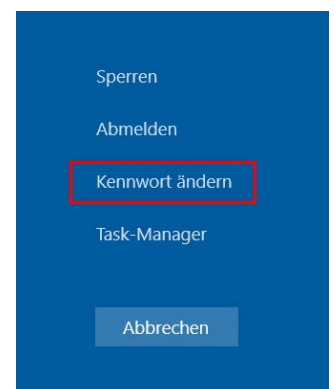 Sperren
Abmelden
Kennwort ändern
Task-Manager
Abbrechen